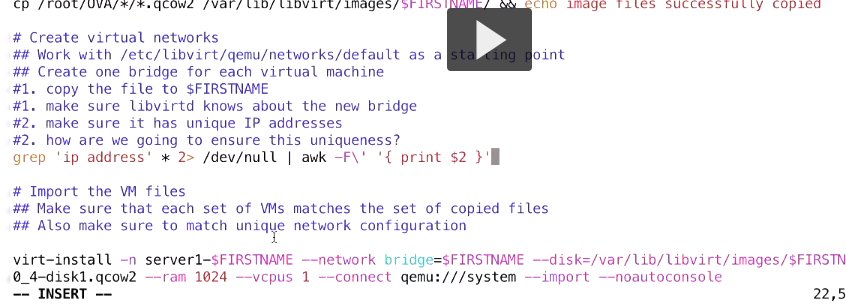 cp /root/OVA/*/*.qcow2 /var/lib/libvirt/images/$FIRSTNAME/ && echo image files successfully copied
# Create virtual networks
## Work with /etc/libvirt/qemu/networks/default as a sta ing point
## Create one bridge for each virtual machine
#1. copy the file to $FIRSTNAME
#1. make sure libvirtd knows about the new bridge
#2. make sure it has unique IP addresses
#2. how are we going to ensure this uniqueness?
grep 'ip address' * 2> /dev/null | awk -F\' '{ print $2 }'
# Import the VM files
## Make sure that each set of VMs matches the set of copied files
## Also make sure to match unique network configuration
virt-install -n server1-$FIRSTNAME --network bridge=$FIRSTNAME --disk=/var/lib/libvirt/images/$FIRSTN
0_4-disk1.qcow2 --ram 1024 --vcpus 1 --connect qemu:///system --import --noautoconsole
-- INSERT -- 22,5